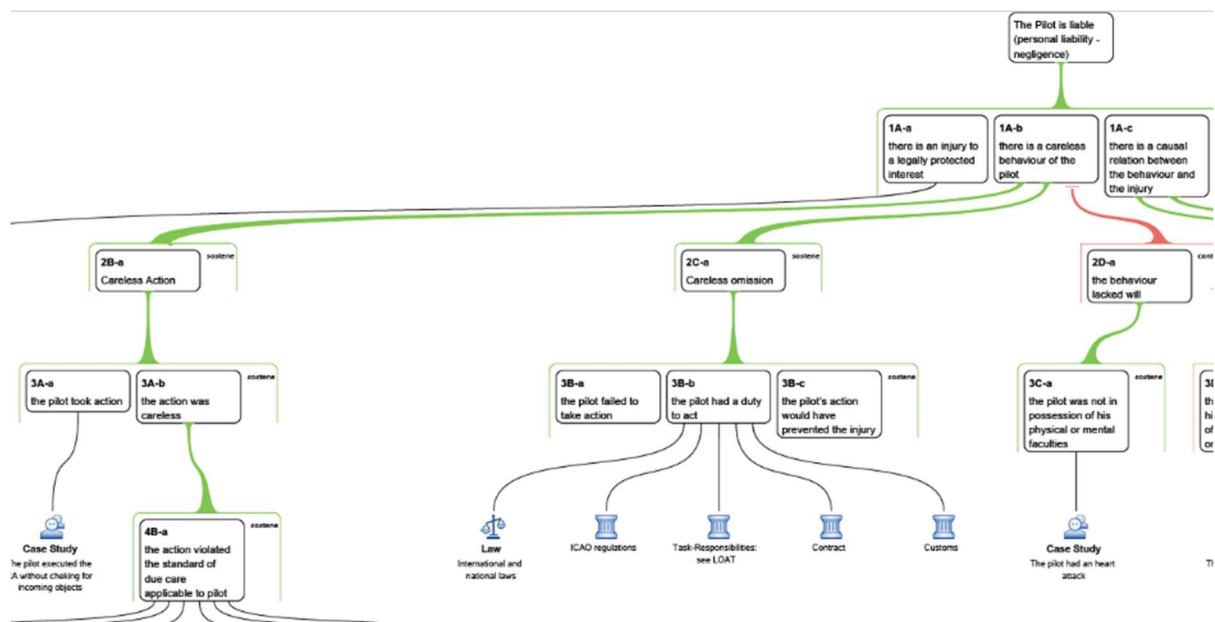 The Pilot is liable
(personal liability -
negligence)
1A-a
there is an injury to
a legally protected
interest
1A-b
there is a careless
behaviour of the
pilot
1A-c
there is a causal
relation between
the behaviour and
the injury
2B-a
Careless Action
sostene
2C-a
Careless omission
sostene
2D-a
the behaviour
lacked will
3A-a
the pilot took action
3A-b
the action was
careless
sostene
3B-a
the pilot failed to
take action
3B-b
the pilot had a duty
to act
3B-c
the pilot's action
would have
prevented the injury
sostene
3C-a
the pilot was not in
possession of his
physical or mental
faculties
sostene
Case Study
The pilot executed the
without cheking for
incoming objects
4B-a
the action violated
the standard of
due care
applicable to pilot
sostene
Law
International and
national laws
ICAO regulations
Task-Responsibilities:
see LOAT
Contract
Customs
Case Study
The pilot had an heart
attack